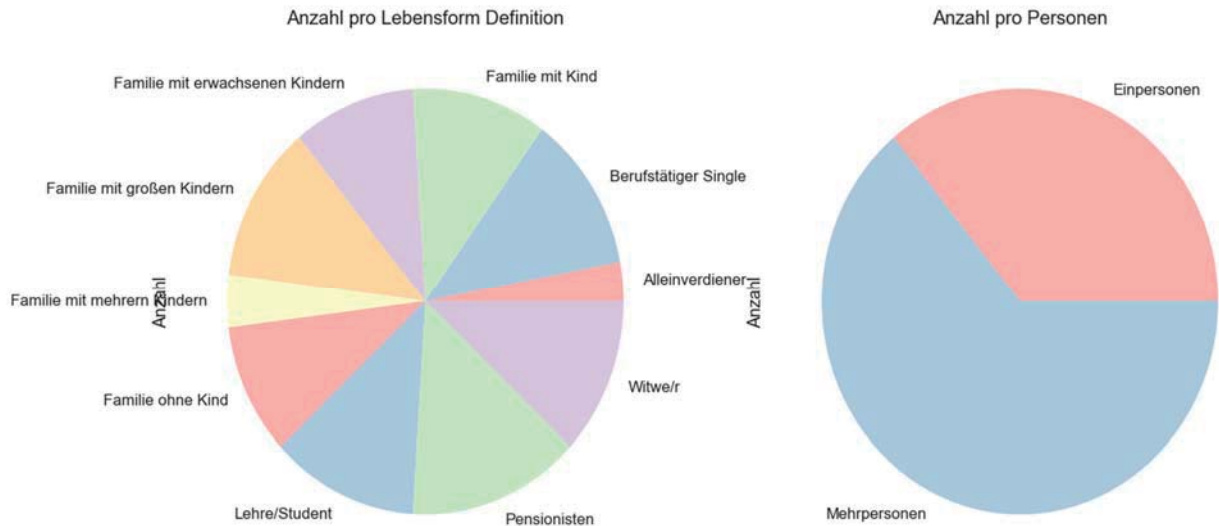 Anzahl pro Lebensform Definition
Familie mit erwachsenen Kindern
Familie mit Kind
Familie mit großen Kindern
Berufstätiger Single
Familie mit mehrern Kindern
Anzahl
Alleinverdiener
Familie ohne Kind
Witwe/r
Lehre/Student
Pensionisten
Anzahl pro Personen
Einpersonen
Anzahl
Mehrpersonen